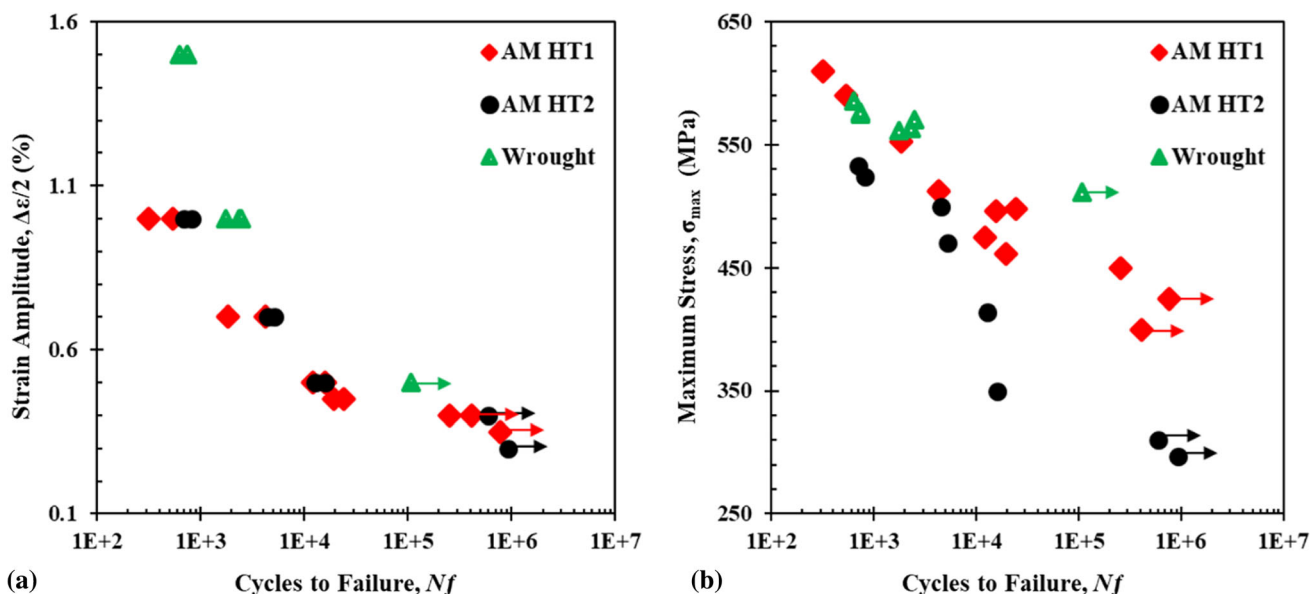 1.6
1.1
0.6
0.1
Strain Amplitude, Δε/2 (%)
AM HT1
AM HT2
Wrought
1E+2 1E+3 1E+4 1E+5 1E+6 1E+7
Cycles to Failure, Nf
(a)
650
550
450
350
250
Maximum Stress, σmax (MPa)
AM HT1
AM HT2
Wrought
1E+2 1E+3 1E+4 1E+5 1E+6 1E+7
Cycles to Failure, Nf
(b)